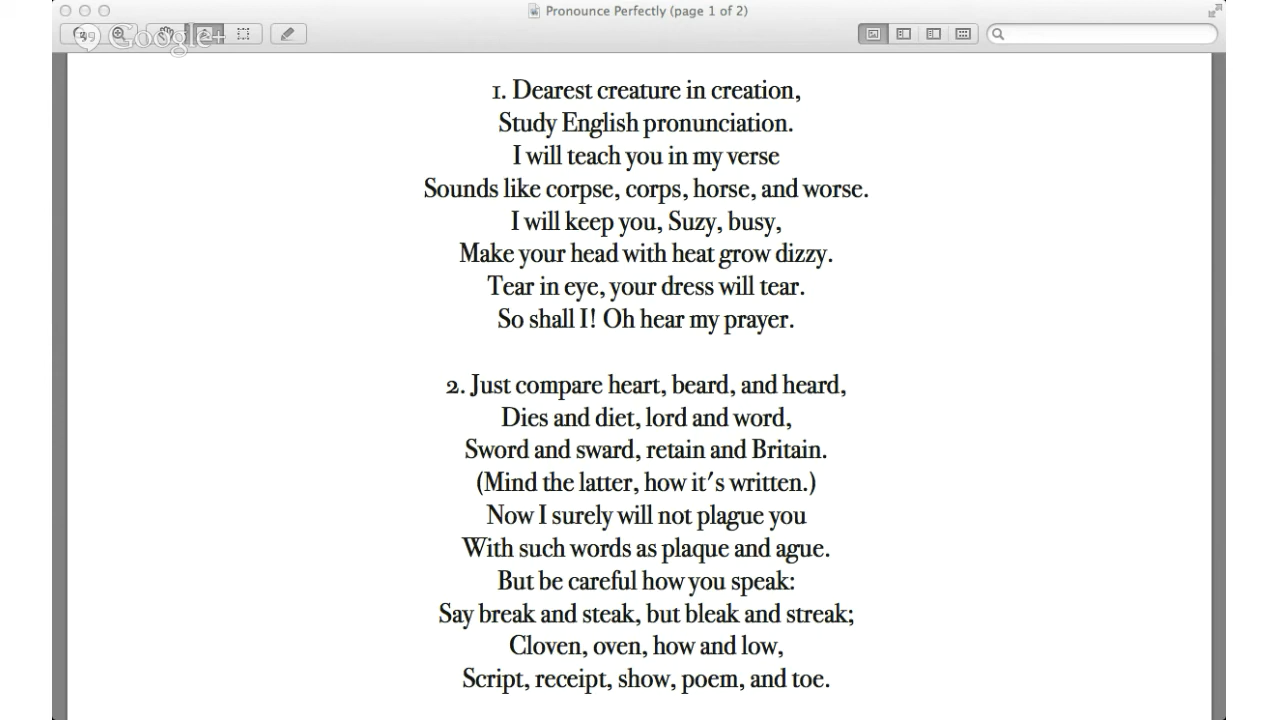 Pronounce Perfectly (page 1 of 2)
Google+
1. Dearest creature in creation,
Study English pronunciation.
I will teach you in my verse
Sounds like corpse, corps, horse, and worse.
I will keep you, Suzy, busy,
Make your head with heat grow dizzy.
Tear in eye, your dress will tear.
So shall I! Oh hear my prayer.
2. Just compare heart, beard, and heard,
Dies and diet, lord and word,
Sword and sward, retain and Britain.
(Mind the latter, how it's written.)
Now I surely will not plague you
With such words as plaque and ague.
But be careful how you speak:
Say break and steak, but bleak and streak;
Cloven, oven, how and low,
Script, receipt, show, poem, and toe.